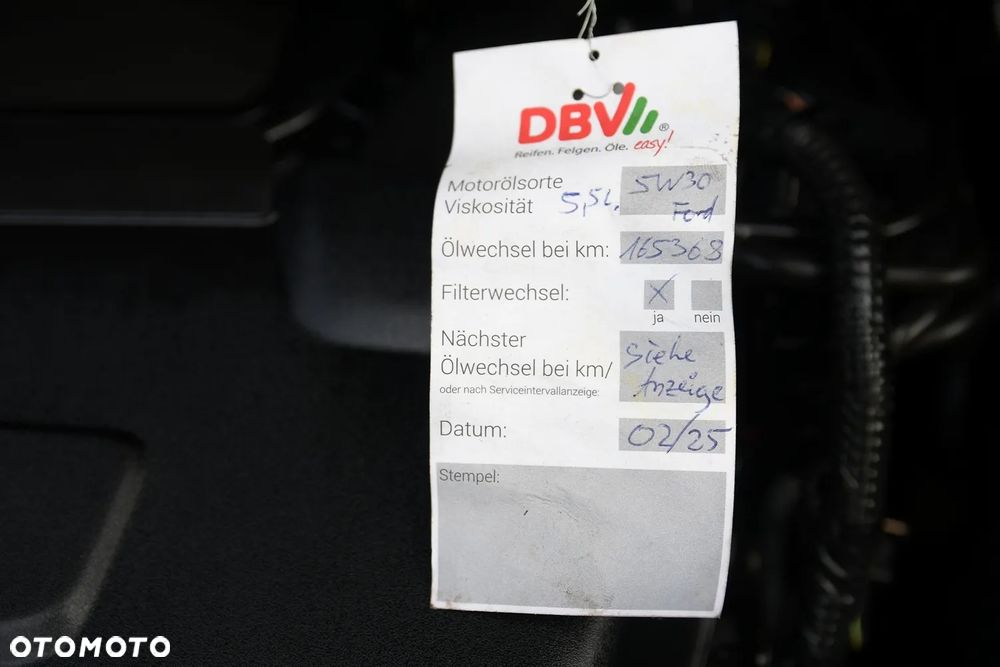 DBV®
Reifen. Felgen. Öle. easy!
Motorölsorte 5W30
Viskosität 5,5L. Ford
Ölwechsel bei km: 165368
Filterwechsel: X
ja nein
Nächster Siehe
Ölwechsel bei km/ Anzeige
oder nach Serviceintervallanzeige:
Datum: 02/25
Stempel:
OTOMOTO